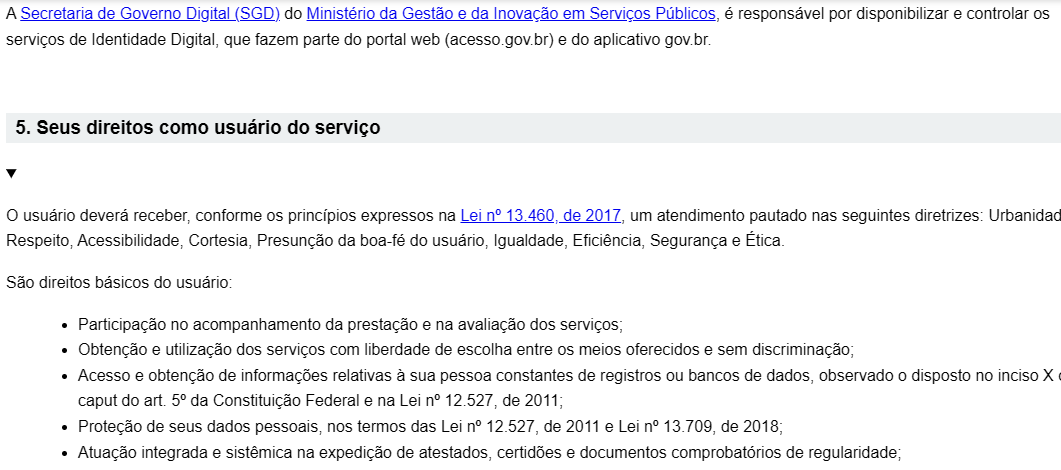 A Secretaria de Governo Digital (SGD) do Ministério da Gestão e da Inovação em Serviços Públicos, é responsável por disponibilizar e controlar os
serviços de Identidade Digital, que fazem parte do portal web (acesso.gov.br) e do aplicativo gov.br.
5. Seus direitos como usuário do serviço
O usuário deverá receber, conforme os princípios expressos na Lei nº 13.460, de 2017, um atendimento pautado nas seguintes diretrizes:
Respeito, Acessibilidade, Cortesia, Presunção da boa-fé do usuário, Igualdade, Eficiência, Segurança e Ética.
São direitos básicos do usuário:
• Participação no acompanhamento da prestação e na avaliação dos serviços;
• Obtenção e utilização dos serviços com liberdade de escolha entre os meios oferecidos e sem discriminação;
• Acesso e obtenção de informações relativas à sua pessoa constantes de registros ou bancos de dados, observado o disposto no inciso X
caput do art. 5º da Constituição Federal e na Lei nº 12.527, de 2011;
• Proteção de seus dados pessoais, nos termos das Lei nº 12.527, de 2011 e Lei nº 13.709, de 2018;
• Atuação integrada e sistêmica na expedição de atestados, certidões e documentos comprobatórios de regularidade;